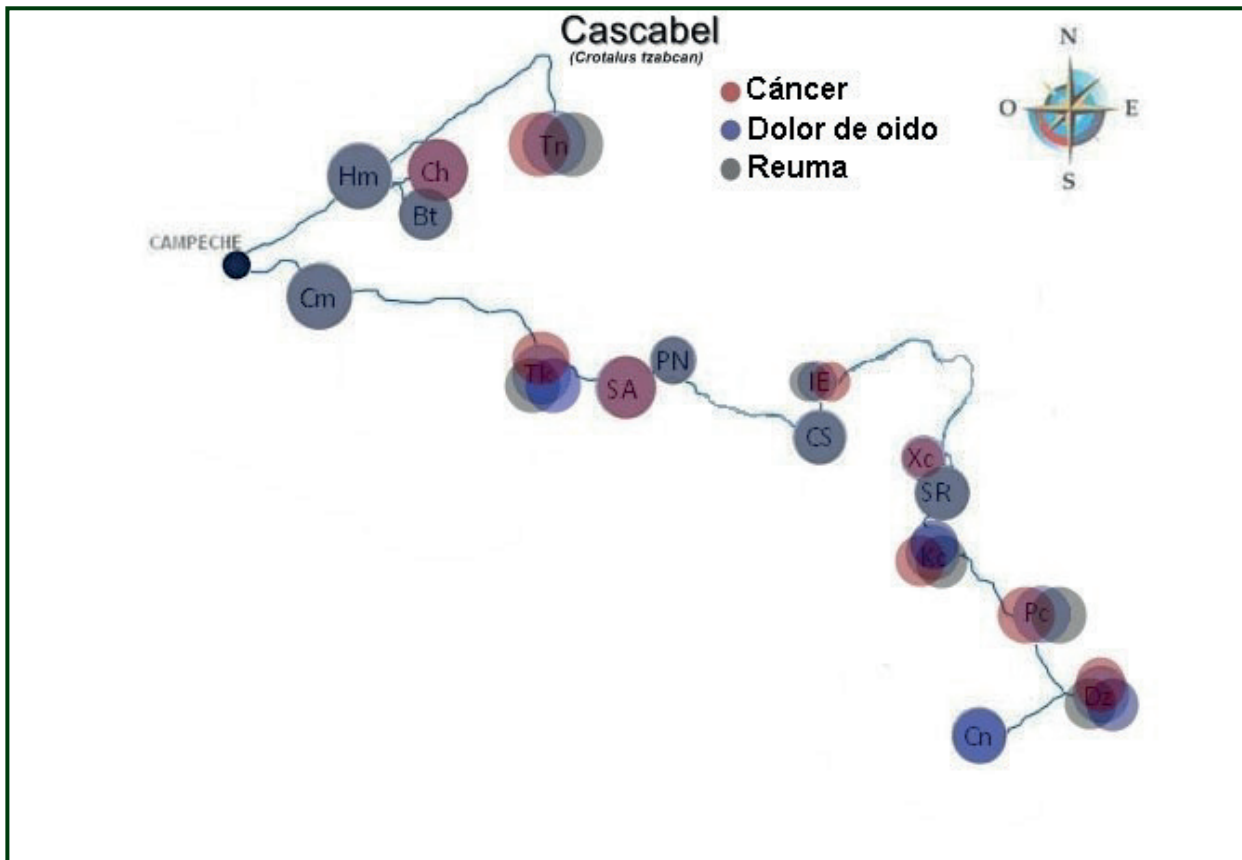 Cascabel
(Crotalus tzabcan)
Cáncer
Dolor de oido
Reuma
N
O
E
S
Tn
Hm
Ch
Bt
CAMPECHE
Cm
Tk
SA
PN
IE
CS
Xc
SR
Kc
Pc
Dz
Cn